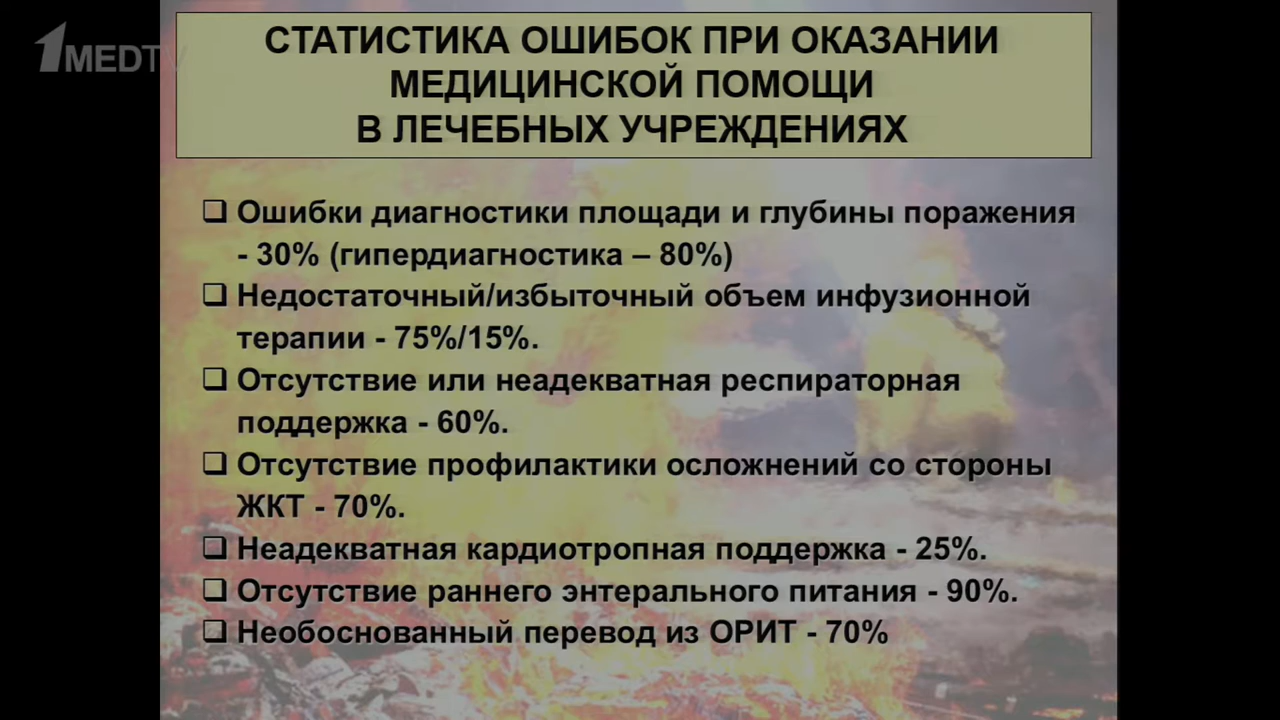 1MEDTV
СТАТИСТИКА ОШИБОК ПРИ ОКАЗАНИИ
МЕДИЦИНСКОЙ ПОМОЩИ
В ЛЕЧЕБНЫХ УЧРЕЖДЕНИЯХ
Ошибки диагностики площади и глубины поражения
- 30% (гипердиагностика – 80%)
Недостаточный/избыточный объем инфузионной
терапии - 75%/15%.
Отсутствие или неадекватная респираторная
поддержка - 60%.
Отсутствие профилактики осложнений со стороны
ЖКТ - 70%.
Неадекватная кардиотропная поддержка - 25%.
Отсутствие раннего энтерального питания - 90%.
Необоснованный перевод из ОРИТ - 70%